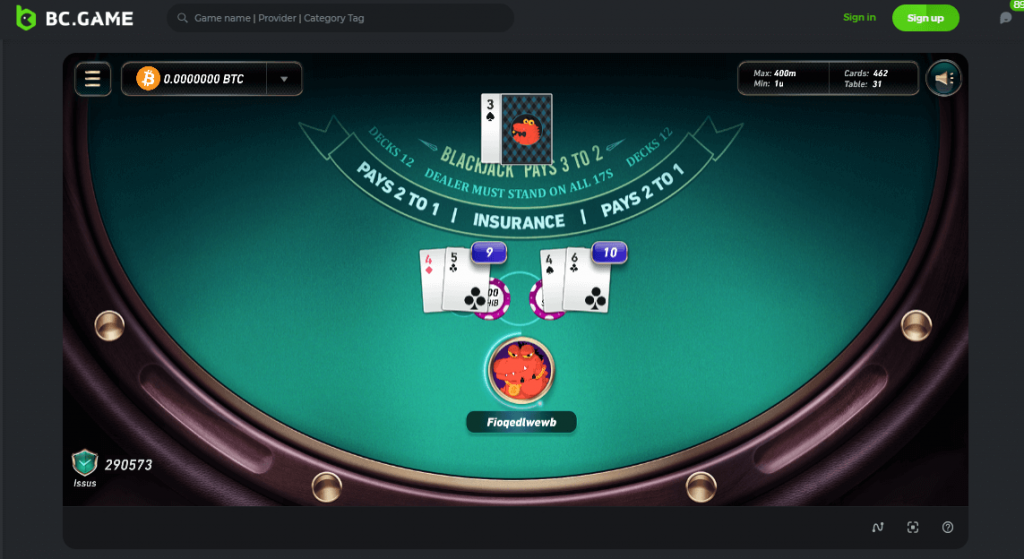 BC.GAME
Game name | Provider | Category Tag
Sign in
Sign up
89
0.0000000 BTC
Max: 400m
Min: 1u
Cards: 462
Table: 31
3
DECKS 12
BLACKJACK PAYS 3 TO 2
DECKS 12
DEALER MUST STAND ON ALL 17S
PAYS 2 TO 1 | INSURANCE | PAYS 2 TO 1
4
5
9
4
6
10
Fioqedlwewb
290573
Issus